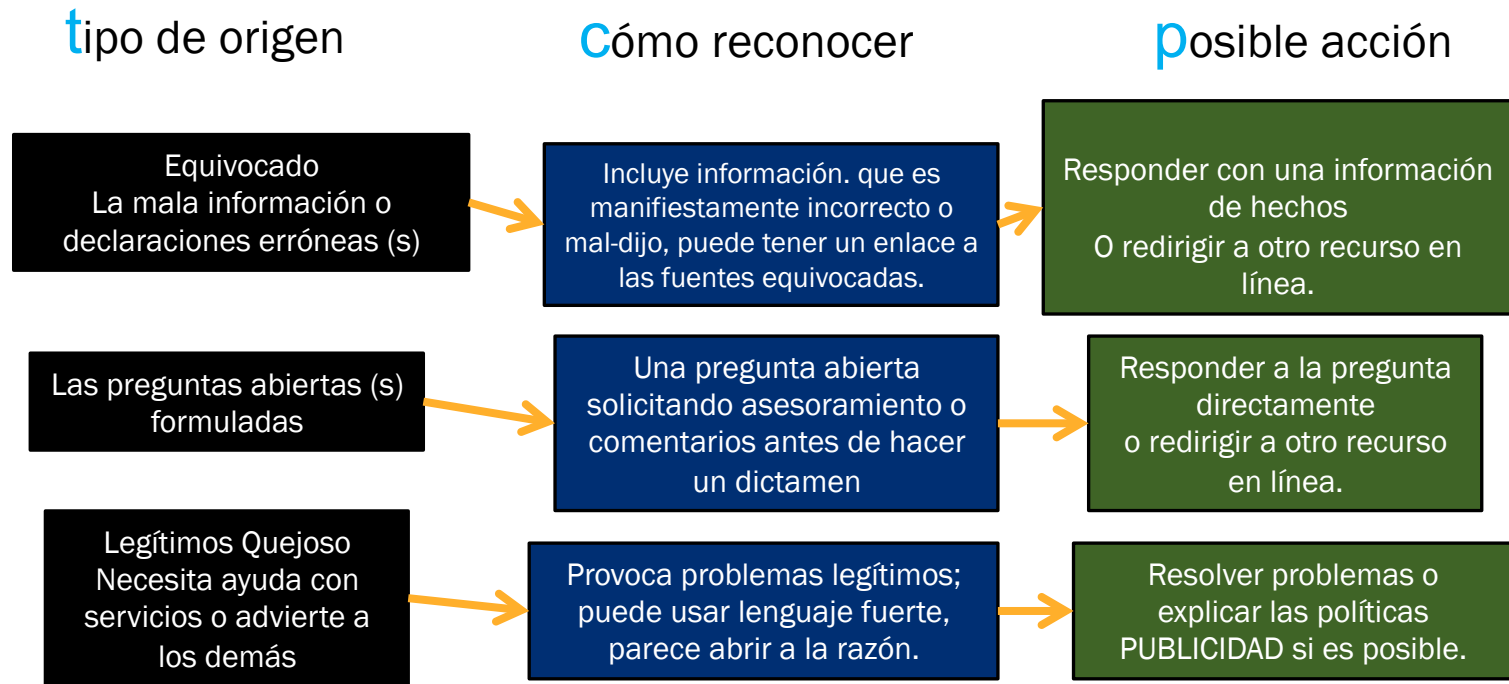 tipo de origen
Cómo reconocer
posible acción
Equivocado
La mala información o
declaraciones erróneas (s)
Incluye información. que es
manifiestamente incorrecto o
mal-dijo, puede tener un enlace a
las fuentes equivocadas.
Responder con una información
de hechos
O redirigir a otro recurso en
línea.
Las preguntas abiertas (s)
formuladas
Una pregunta abierta
solicitando asesoramiento o
comentarios antes de hacer
un dictamen
Responder a la pregunta
directamente
o redirigir a otro recurso
en línea.
Legítimos Quejoso
Necesita ayuda con
servicios o advierte a
los demás
Provoca problemas legítimos;
puede usar lenguaje fuerte,
parece abrir a la razón.
Resolver problemas o
explicar las políticas
PUBLICIDAD si es posible.